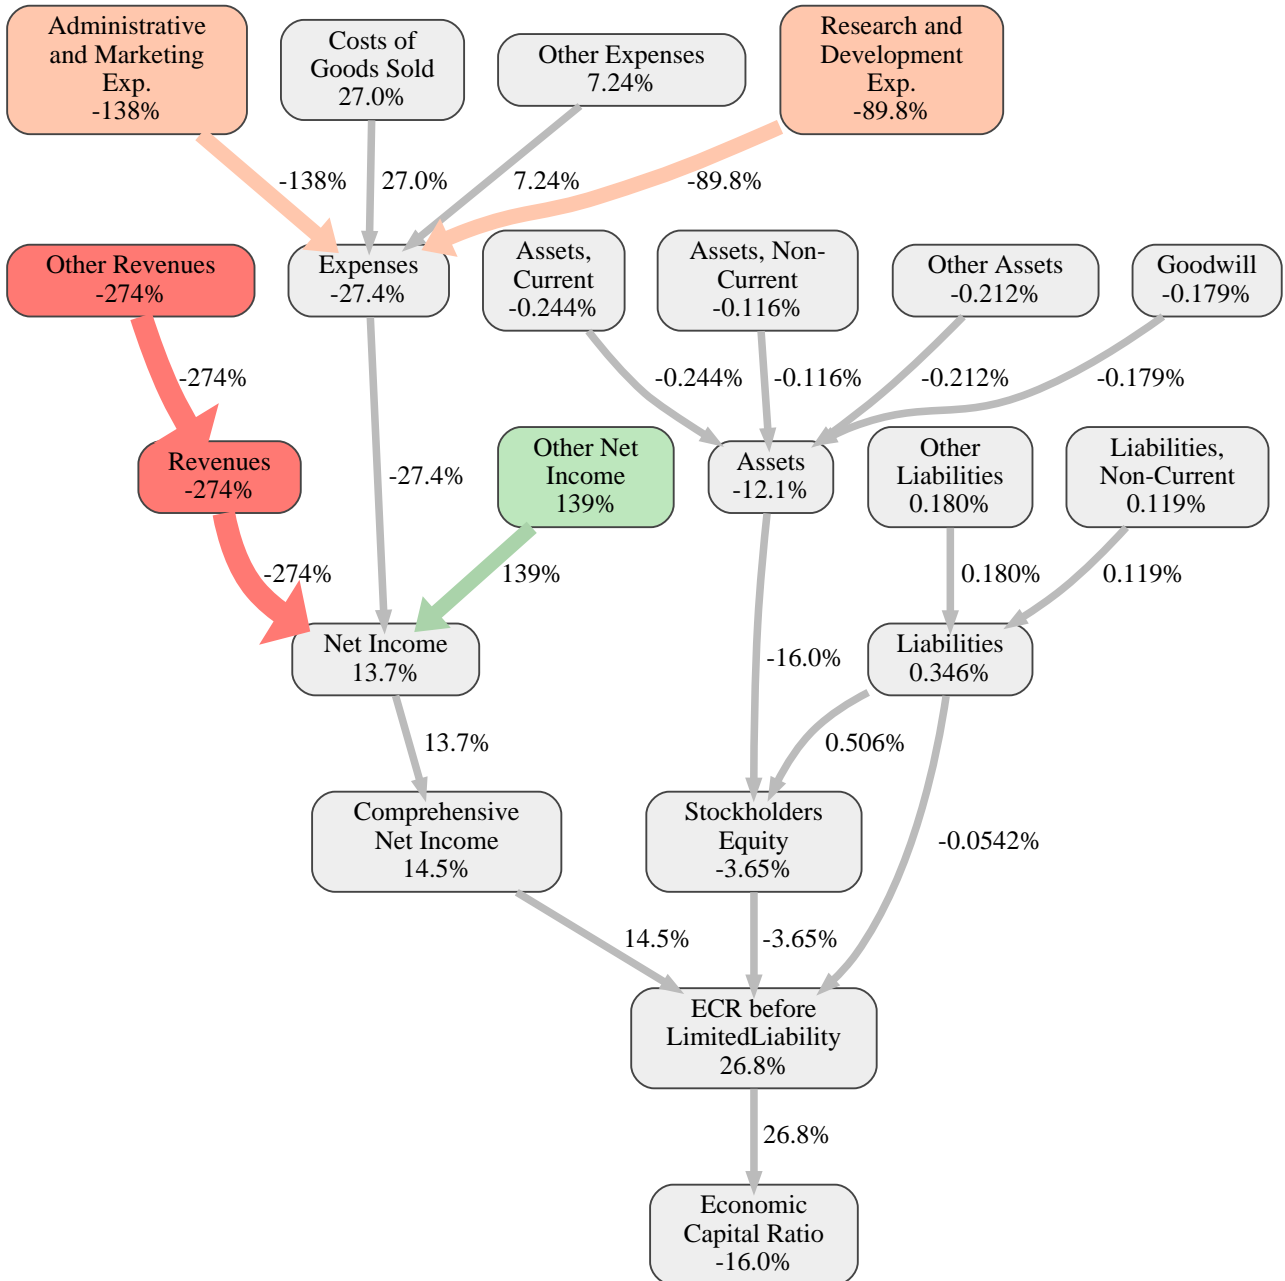 Administrative
and Marketing
Exp.
-138%
Costs of
Goods Sold
27.0%
Other Expenses
7.24%
Research and
Development
Exp.
-89.8%
-138%
27.0%
7.24%
-89.8%
Other Revenues
-274%
Expenses
-27.4%
Assets,
Current
-0.244%
Assets, Non-
Current
-0.116%
Other Assets
-0.212%
Goodwill
-0.179%
-274%
-0.244%
-0.116%
-0.212%
-0.179%
Revenues
-274%
-27.4%
Other Net
Income
139%
Assets
-12.1%
Other
Liabilities
0.180%
Liabilities,
Non-Current
0.119%
-274%
139%
0.180%
0.119%
Net Income
13.7%
-16.0%
Liabilities
0.346%
13.7%
0.506%
Comprehensive
Net Income
14.5%
Stockholders
Equity
-3.65%
-0.0542%
14.5%
-3.65%
ECR before
LimitedLiability
26.8%
26.8%
Economic
Capital Ratio
-16.0%